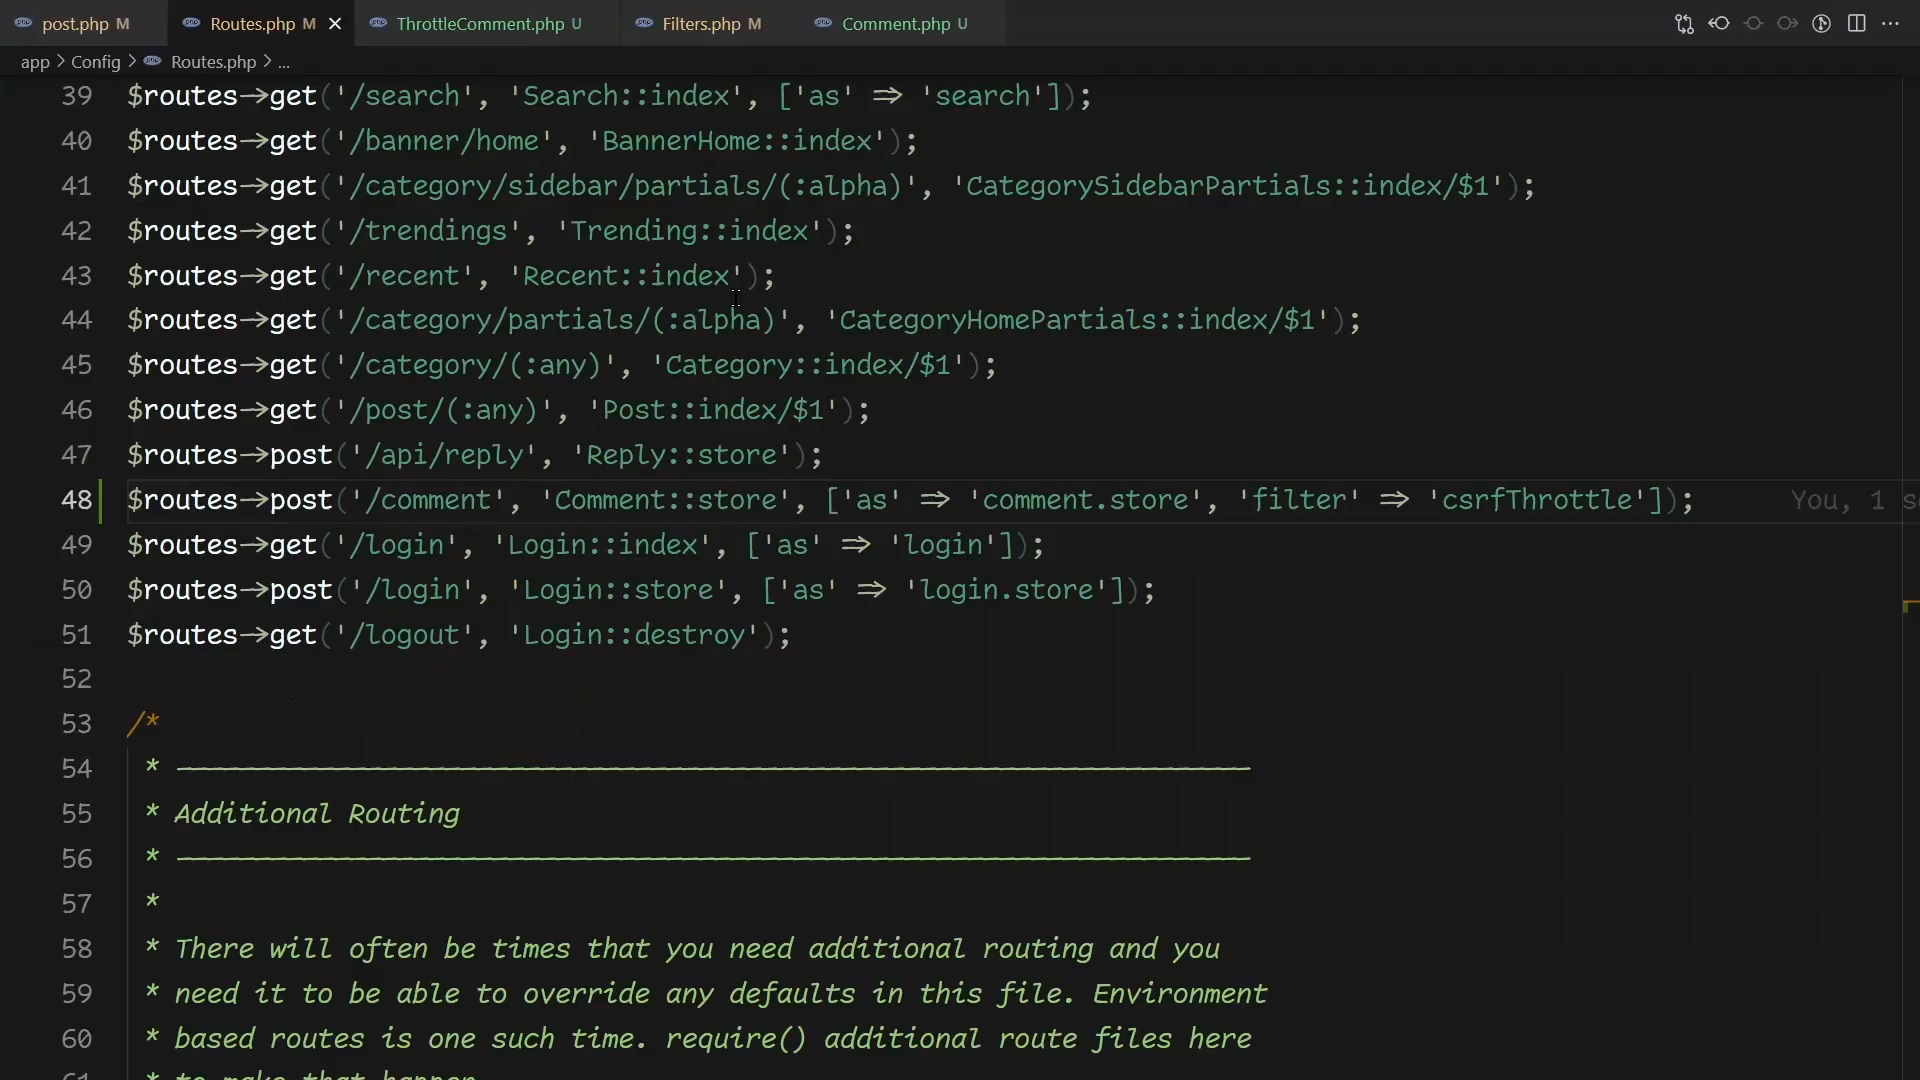 post.php M Routes.php M ThrottleComment.php U Filters.php M Comment.php U
app > Config > Routes.php > ...
39 $routes->get('/search', 'Search::index', ['as' => 'search']);
40 $routes->get('/banner/home', 'BannerHome::index');
41 $routes->get('/category/sidebar/partials/(:alpha)', 'CategorySidebarPartials::index/$1');
42 $routes->get('/trendings', 'Trending::index');
43 $routes->get('/recent', 'Recent::index');
44 $routes->get('/category/partials/(:alpha)', 'CategoryHomePartials::index/$1');
45 $routes->get('/category/(:any)', 'Category::index/$1');
46 $routes->get('/post/(:any)', 'Post::index/$1');
47 $routes->post('/api/reply', 'Reply::store');
48 $routes->post('/comment', 'Comment::store', ['as' => 'comment.store', 'filter' => 'csrfThrottle']); You, 1 s
49 $routes->get('/login', 'Login::index', ['as' => 'login']);
50 $routes->post('/login', 'Login::store', ['as' => 'login.store']);
51 $routes->get('/logout', 'Login::destroy');
52
53 /*
54 * --------------------------------------------------------------------
55 * Additional Routing
56 * --------------------------------------------------------------------
57 *
58 * There will often be times that you need additional routing and you
59 * need it to be able to override any defaults in this file. Environment
60 * based routes is one such time. require() additional route files here
61 * to make that happen